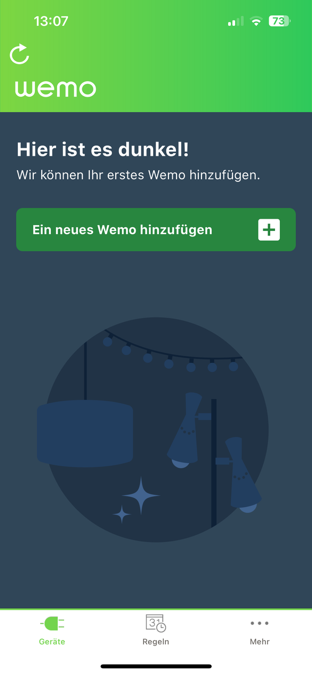 13:07
73
wemo
Hier ist es dunkel!
Wir können Ihr erstes Wemo hinzufügen.
Ein neues Wemo hinzufügen
31
Geräte
Regeln
Mehr